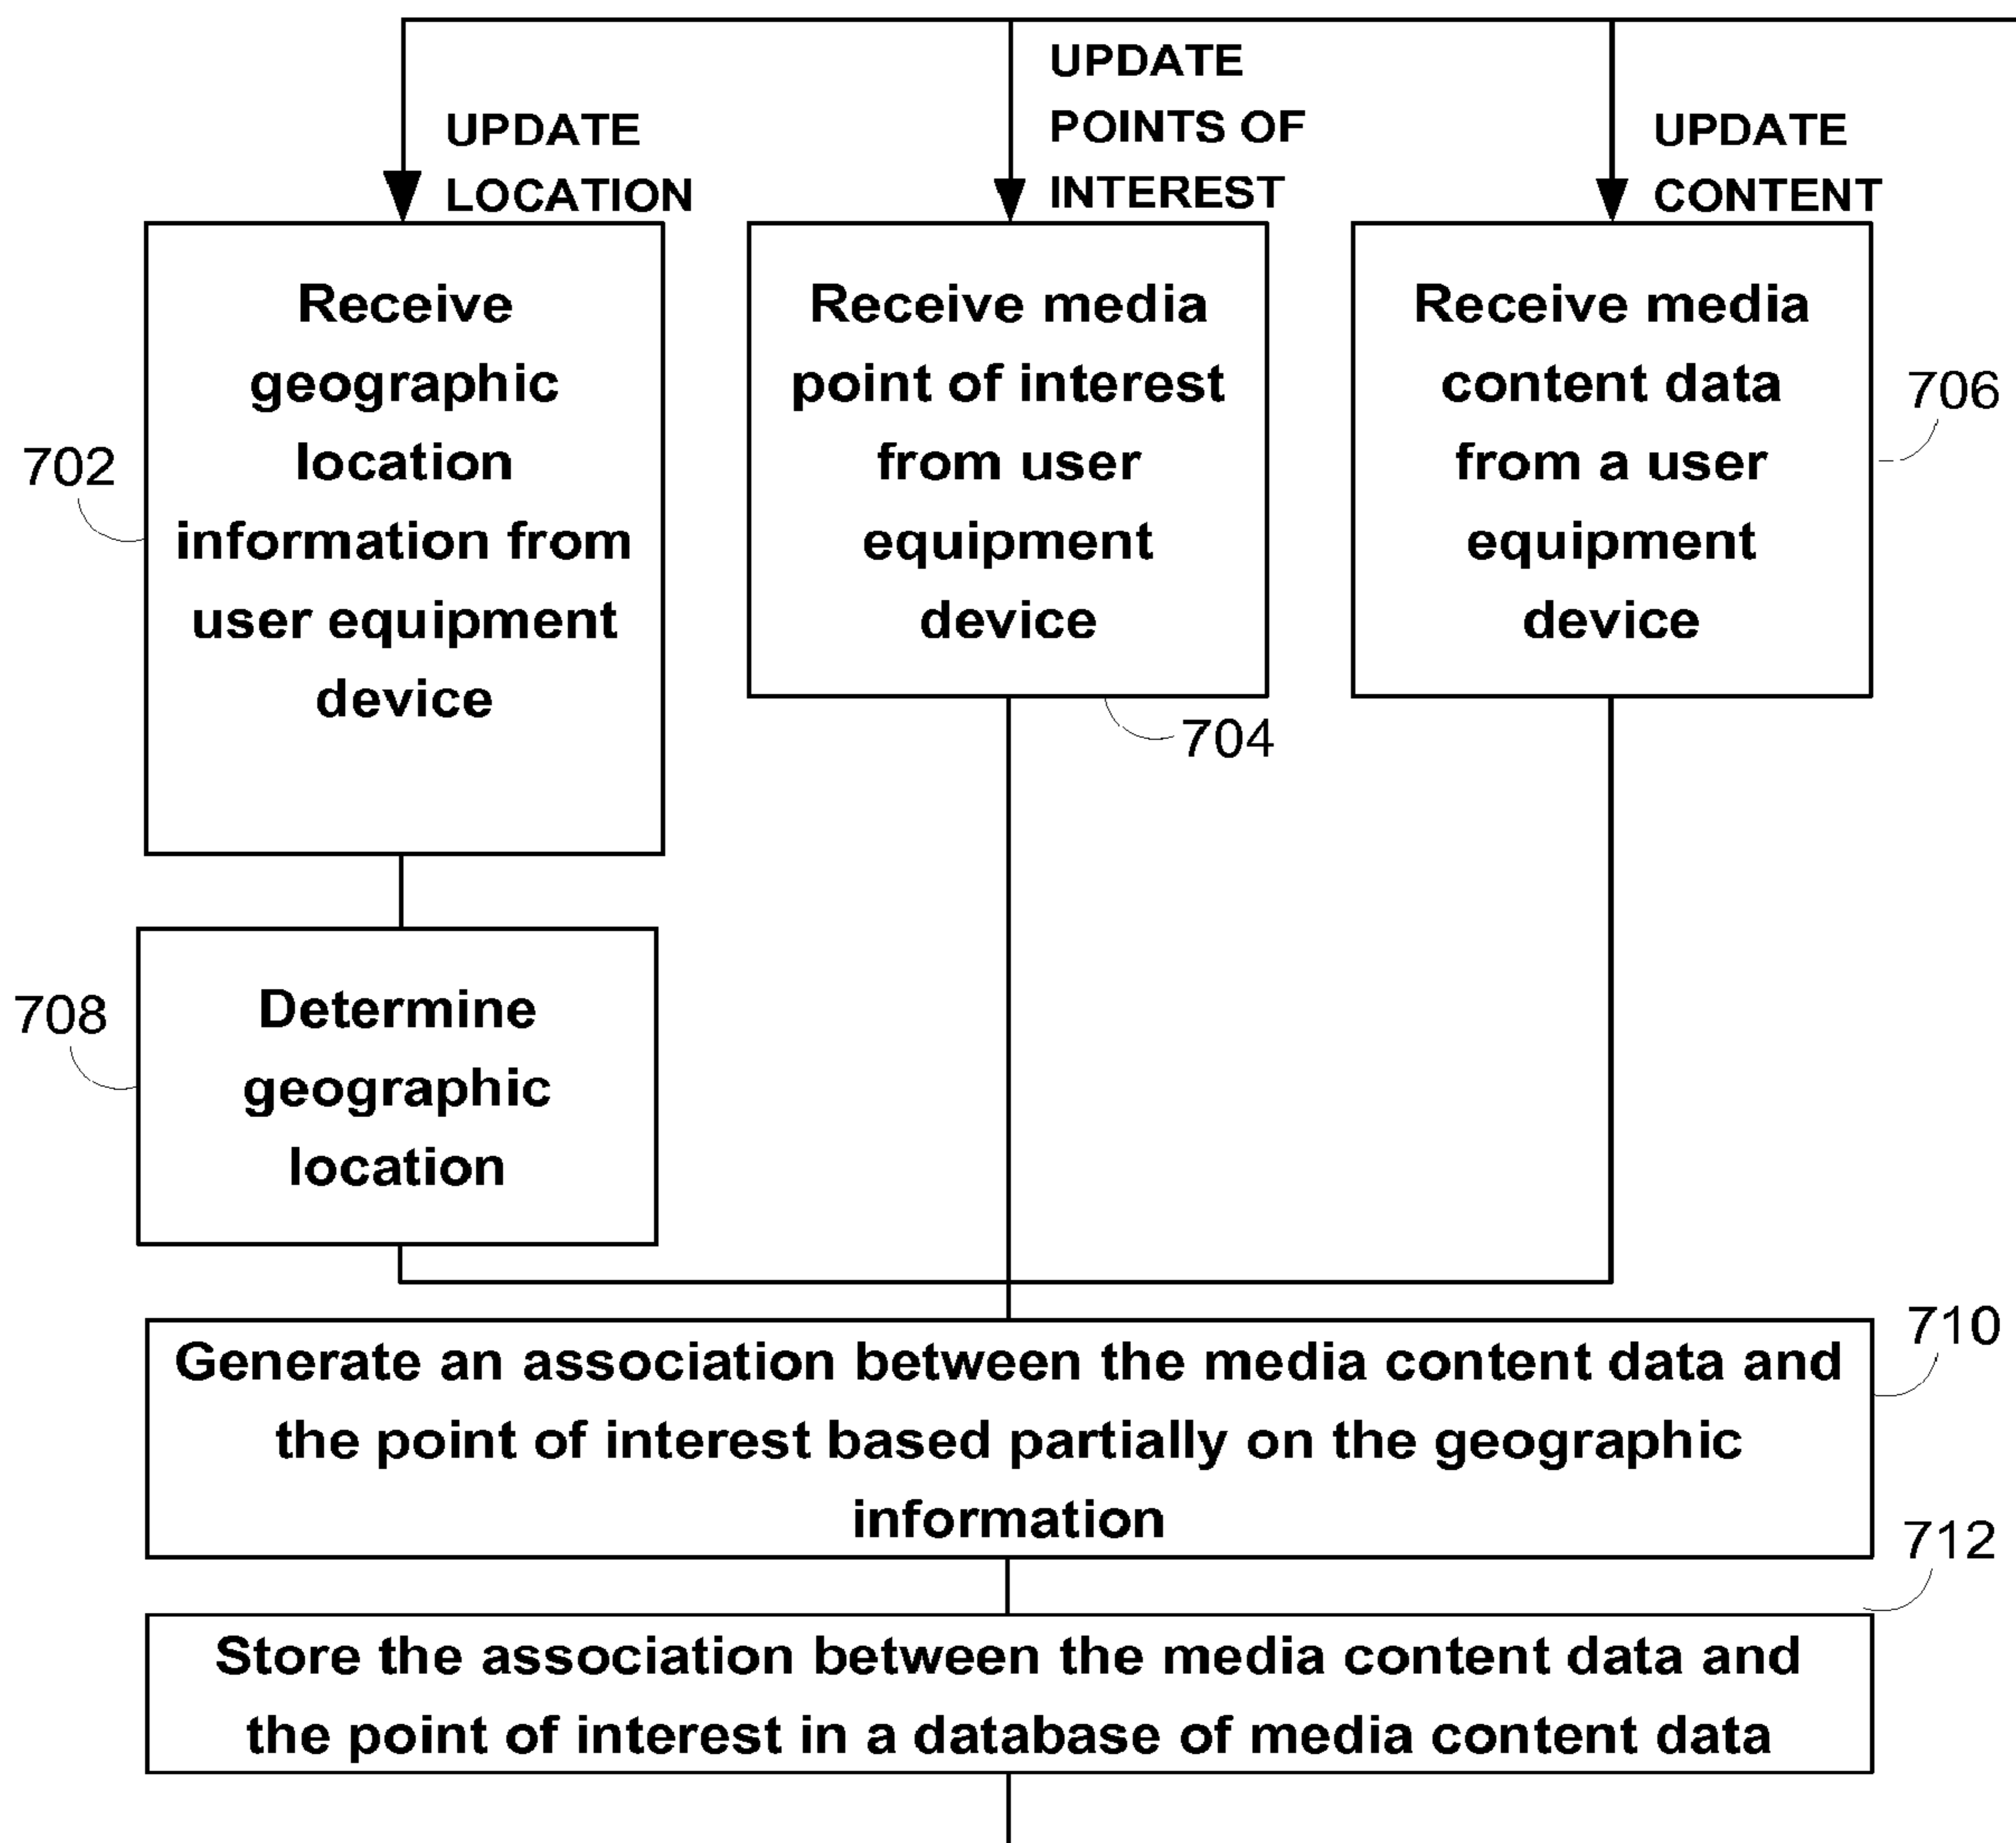 UPDATE
LOCATION
UPDATE
POINTS OF
INTEREST
UPDATE
CONTENT
Receive
geographic
location
information from
user equipment
device
702
Receive media
point of interest
from user
equipment
device
704
Receive media
content data
from a user
equipment
device
706
Determine
geographic
location
708
Generate an association between the media content data and
the point of interest based partially on the geographic
information
710
Store the association between the media content data and
the point of interest in a database of media content data
712